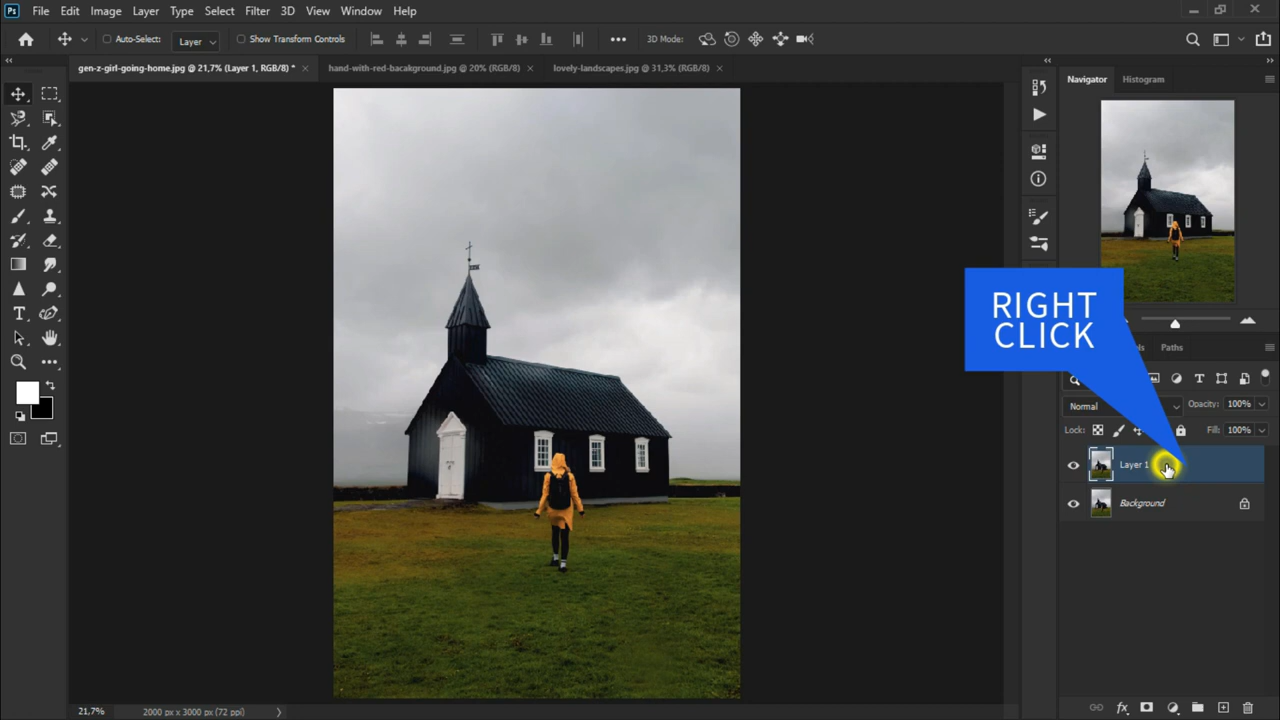 Ps File Edit Image Layer Type Select Filter 3D View Window Help
Auto-Select: Layer Show Transform Controls 3D Mode:
gen-z-girl-going-home.jpg @ 21,7% (Layer 1, RGB/8) * hand-with-red-bacakground.jpg @ 20% (RGB/8) lovely-landscapes.jpg @ 31,3% (RGB/8)
Navigator Histogram
RIGHT
CLICK
Paths
Normal Opacity: 100%
Lock: Fill: 100%
Layer 1
Background
21,7% 2000 px x 3000 px (72 ppi)